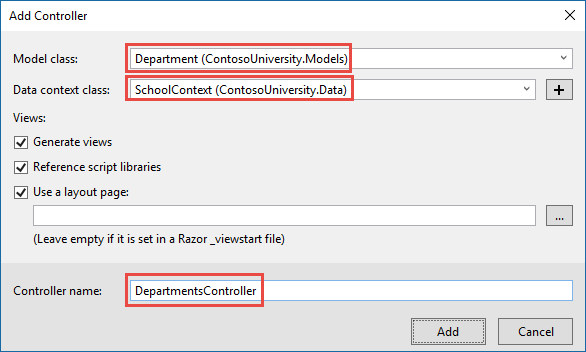 Add Controller
Model class: Department (ContosoUniversity.Models)
Data context class: SchoolContext (ContosoUniversity.Data) +
Views:
Generate views
Reference script libraries
Use a layout page:
...
(Leave empty if it is set in a Razor _viewstart file)
Controller name: DepartmentsController
Add Cancel